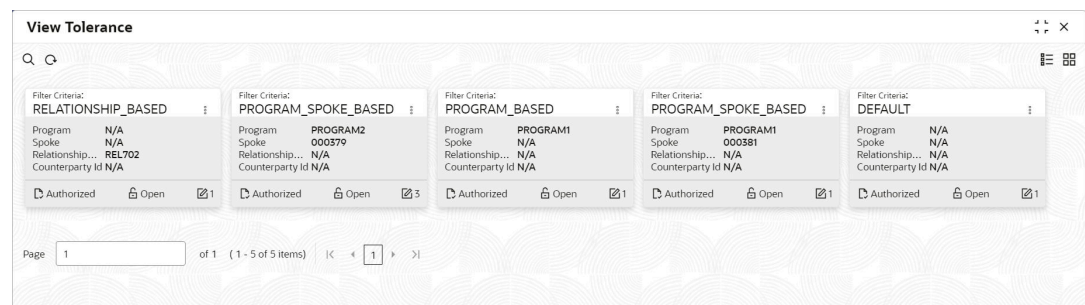 View Tolerance
Filter Criteria:
RELATIONSHIP_BASED
Program N/A
Spoke N/A
Relationship... REL702
Counterparty Id N/A
Authorized Open 1
Filter Criteria:
PROGRAM_SPOKE_BASED
Program PROGRAM2
Spoke 000379
Relationship... N/A
Counterparty Id N/A
Authorized Open 3
Filter Criteria:
PROGRAM_BASED
Program PROGRAM1
Spoke N/A
Relationship... N/A
Counterparty Id N/A
Authorized Open 1
Filter Criteria:
PROGRAM_SPOKE_BASED
Program PROGRAM1
Spoke 000381
Relationship... N/A
Counterparty Id N/A
Authorized Open 1
Filter Criteria:
DEFAULT
Program N/A
Spoke N/A
Relationship... N/A
Counterparty Id N/A
Authorized Open 1
Page 1 of 1 ( 1 - 5 of 5 items) 1